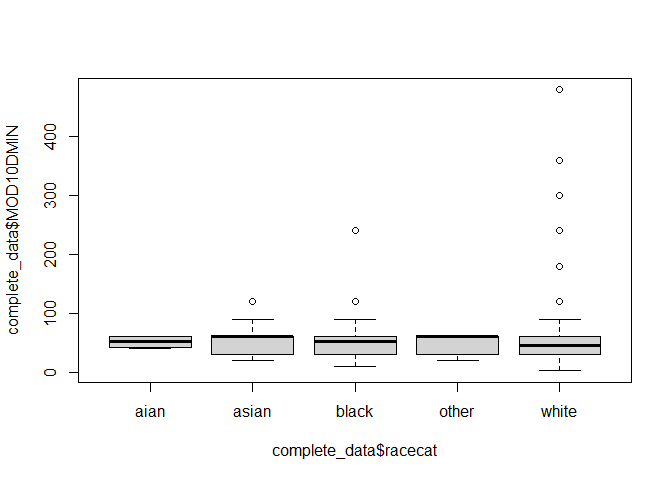 complete_data$MOD10DMIN
400
300
200
100
0
aian asian black other white
complete_data$racecat